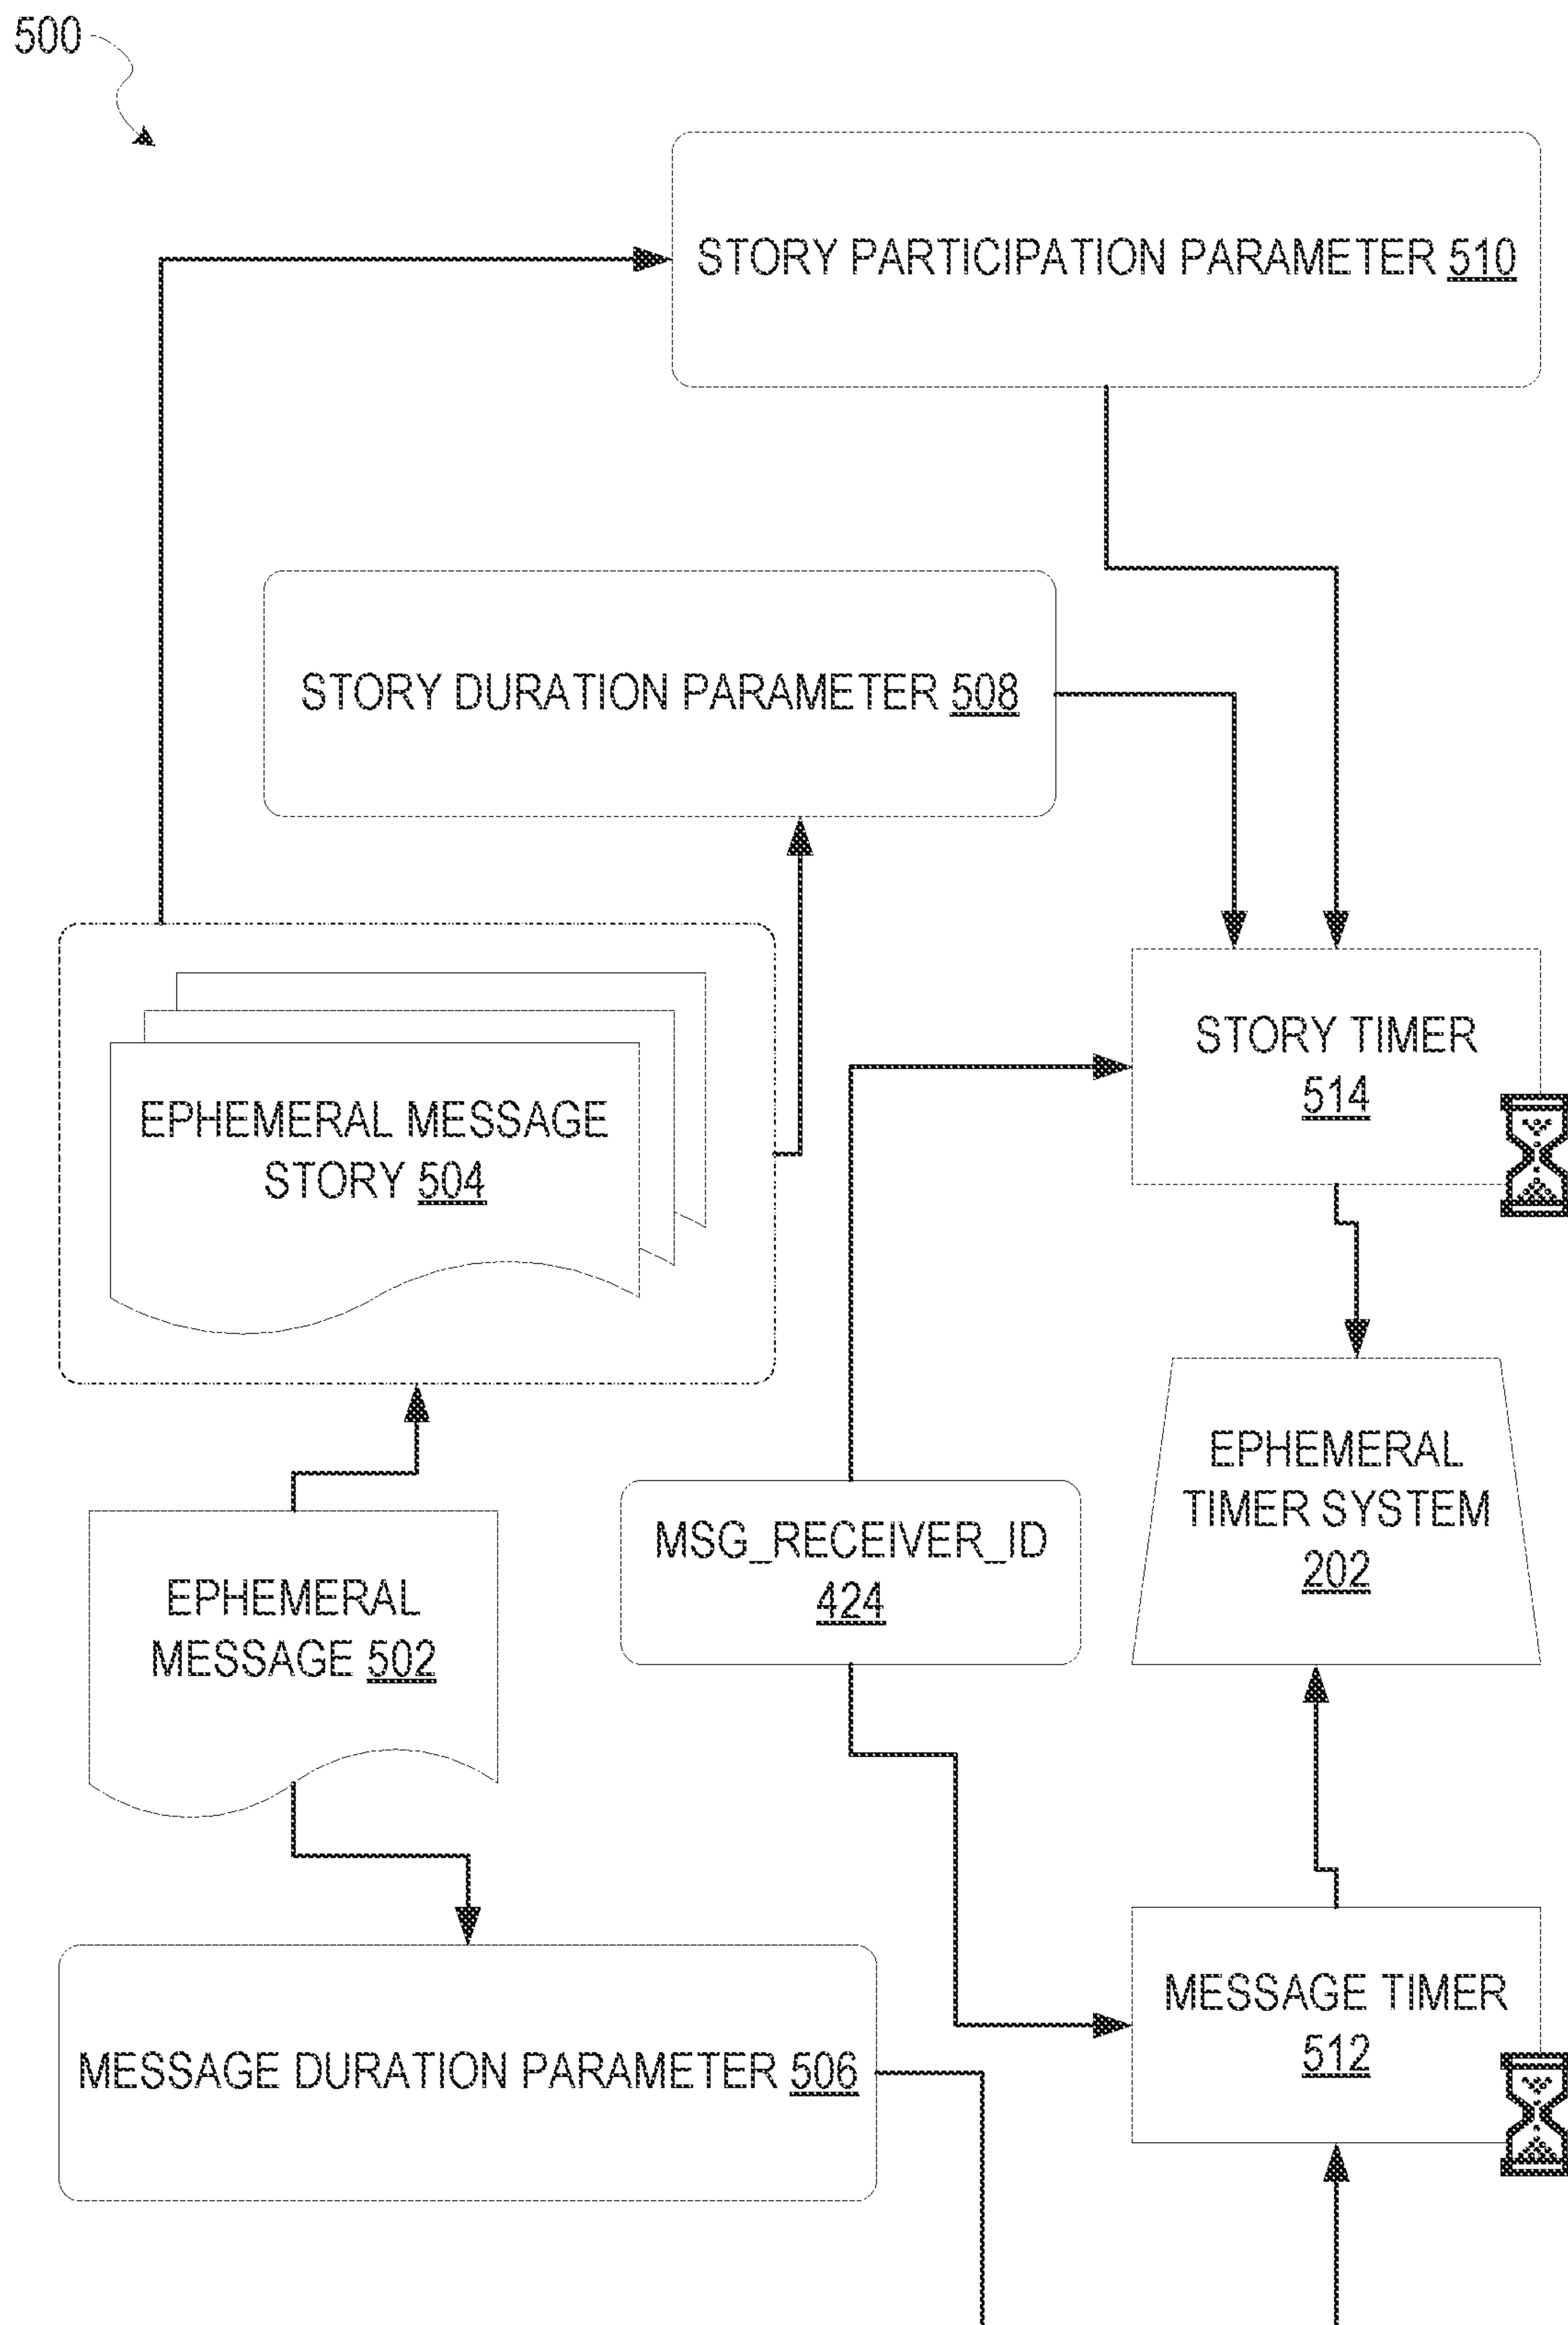 500
STORY PARTICIPATION PARAMETER 510
STORY DURATION PARAMETER 508
STORY TIMER
514
EPHEMERAL MESSAGE
STORY 504
EPHEMERAL
TIMER SYSTEM
202
MSG_RECEIVER_ID
424
EPHEMERAL
MESSAGE 502
MESSAGE TIMER
512
MESSAGE DURATION PARAMETER 506